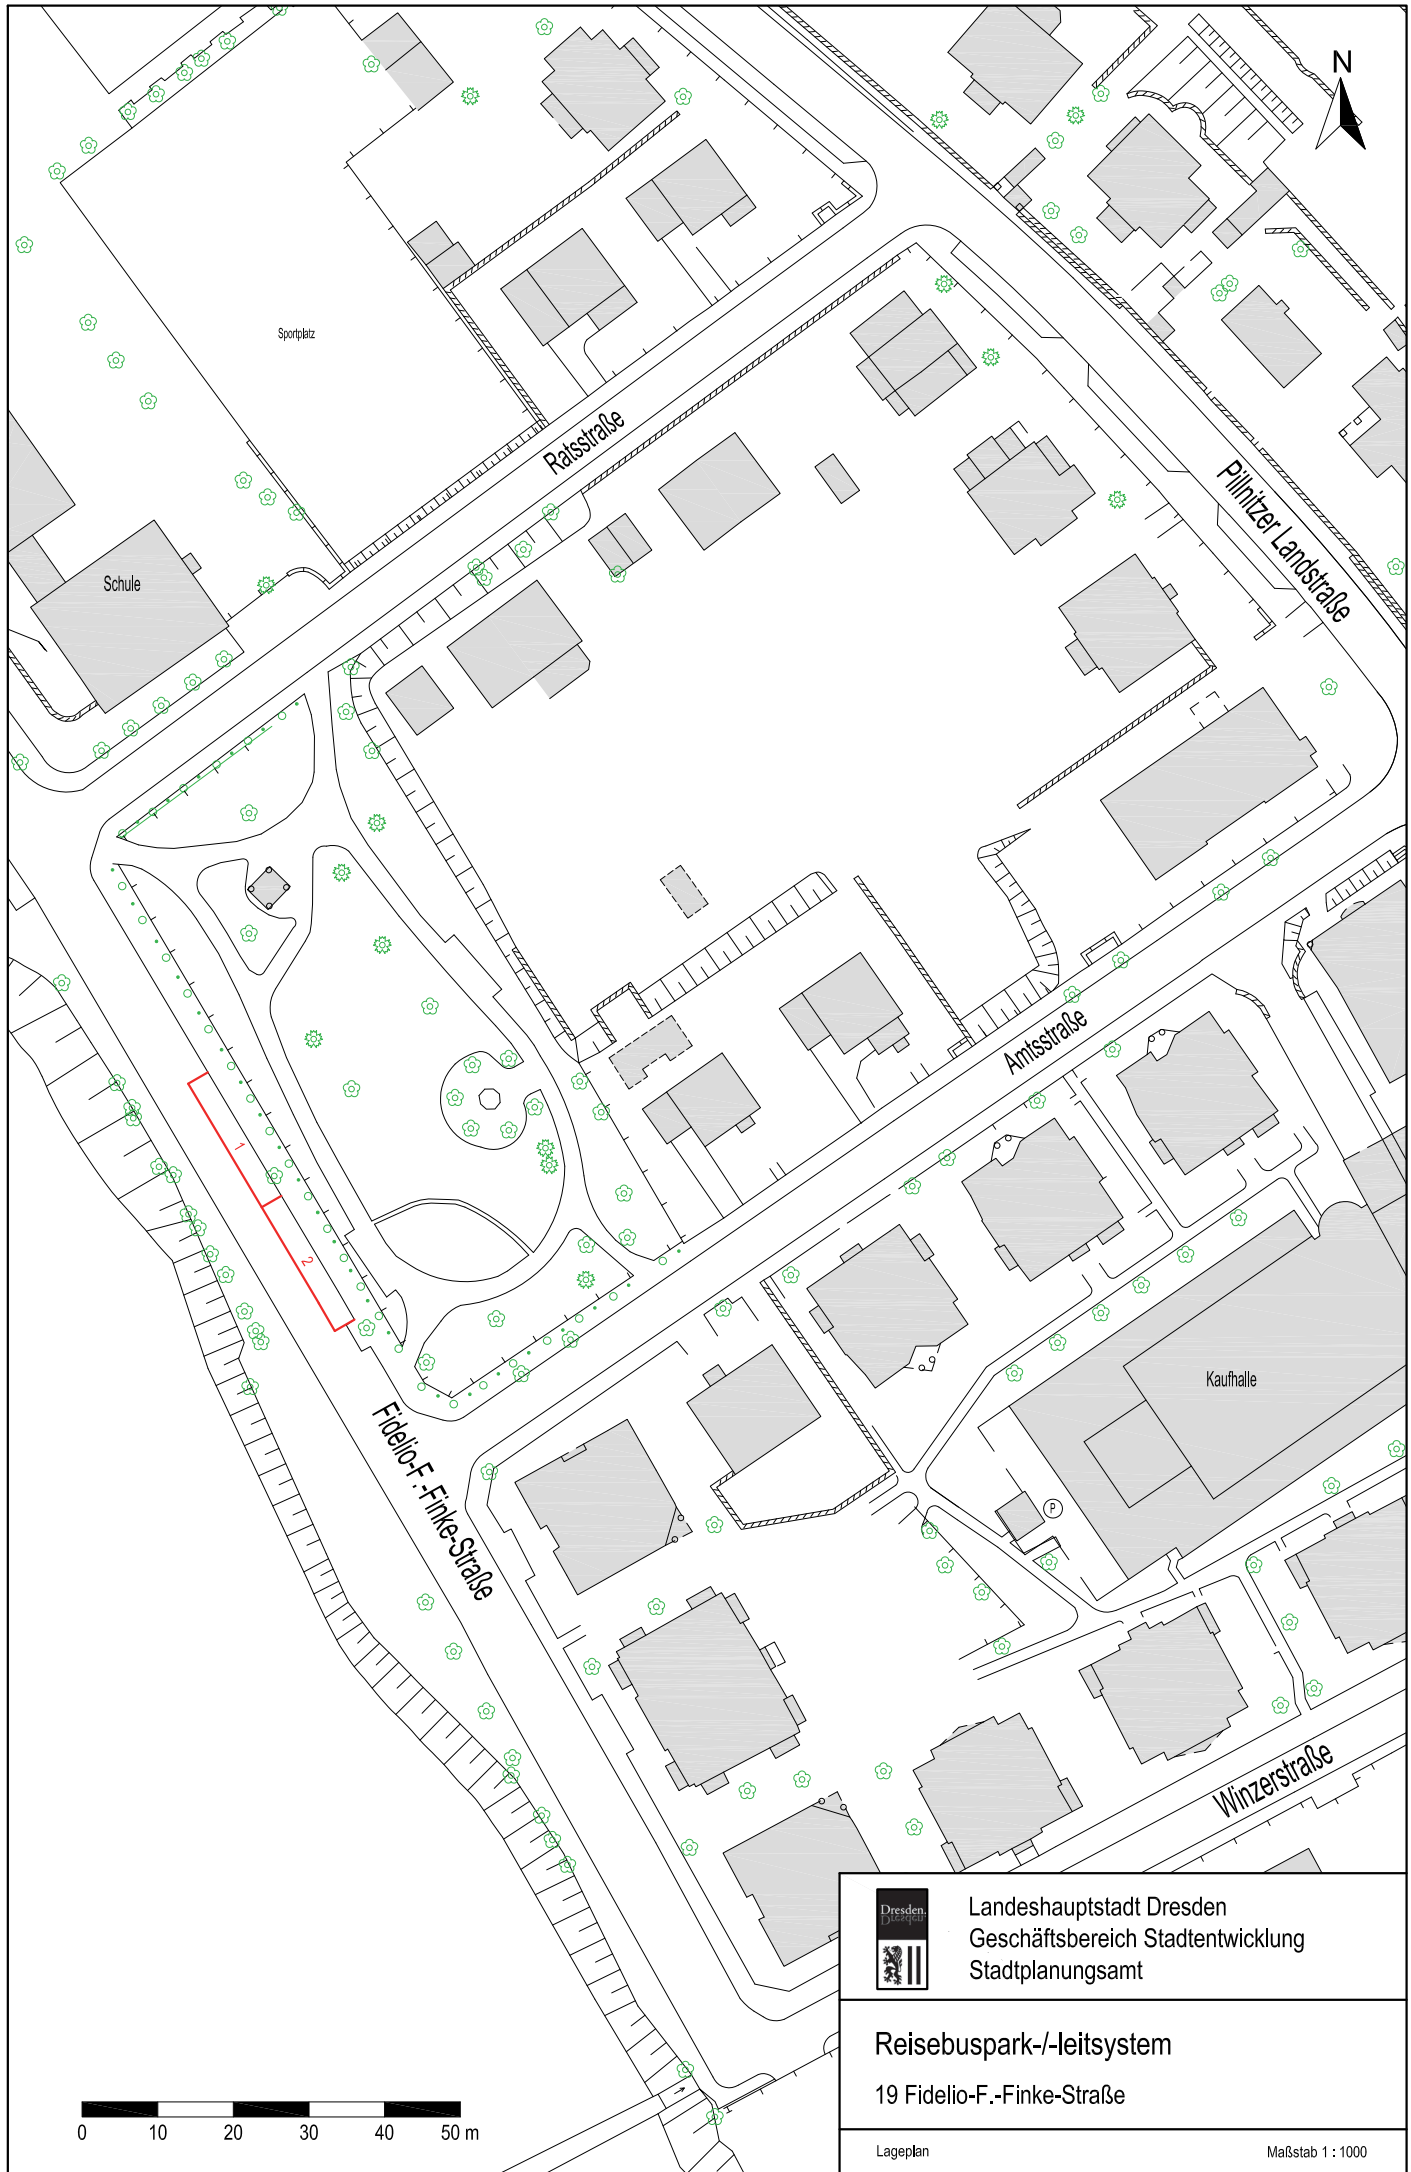 N
Sportplatz
Ratsstraße
Pillnitzer Landstraße
Schule
Amtsstraße
1
2
Kaufhalle
Fidelio-F.-Finke-Straße
P
Winzerstraße
Dresden.
Landeshauptstadt Dresden
Geschäftsbereich Stadtentwicklung
Stadtplanungsamt
Reisebuspark-/-leitsystem
19 Fidelio-F.-Finke-Straße
0 10 20 30 40 50 m
Lageplan Maßstab 1 : 1000